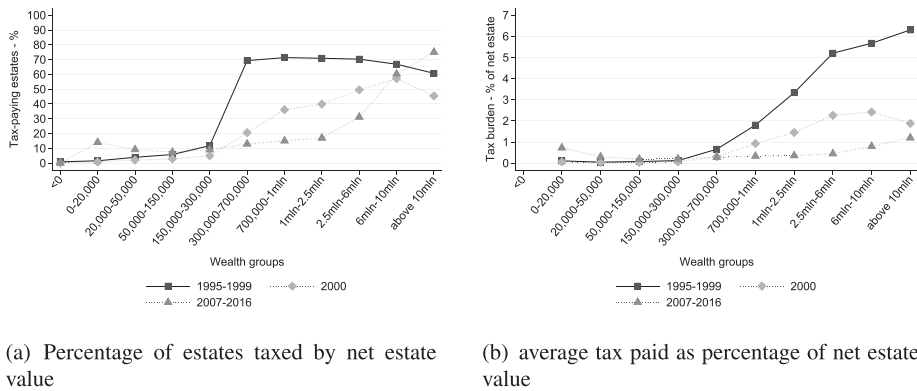 Tax-paying estates - %
100
90
80
70
60
50
40
30
20
10
0
<0
0-20,000
20,000-50,000
50,000-150,000
150,000-300,000
300,000-700,000
700,000-1mln
1mln-2.5mln
2.5mln-6mln
6mln-10mln
above 10mln
Wealth groups
1995-1999
2000
2007-2016
(a) Percentage of estates taxed by net estate
value
Tax burden - % of net estate
7
6
5
4
3
2
1
0
<0
0-20,000
20,000-50,000
50,000-150,000
150,000-300,000
300,000-700,000
700,000-1mln
1mln-2.5mln
2.5mln-6mln
6mln-10mln
above 10mln
Wealth groups
1995-1999
2000
2007-2016
(b) average tax paid as percentage of net estate
value